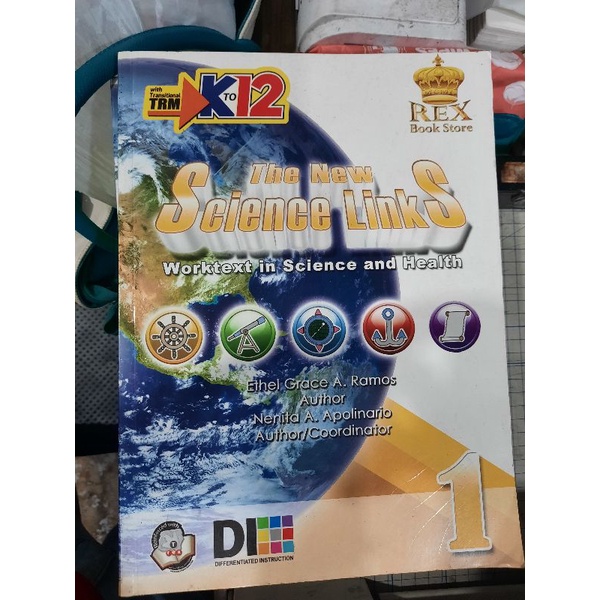 with
Transitional
TRM
K TO 12
REX
Book Store
The New
Science Links
Worktext in Science and Health
Ethel Grace A. Ramos
Author
Nenita A. Apolinario
Author/Coordinator
1
DI
DIFFERENTIATED INSTRUCTION